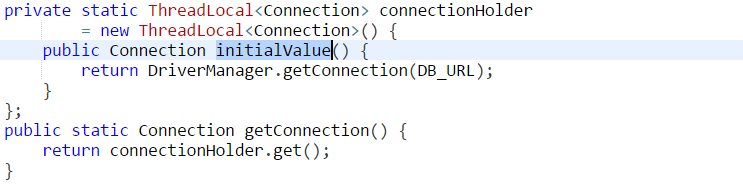 private static ThreadLocal<Connection> connectionHolder
        = new ThreadLocal<Connection>() {
    public Connection initialValue() {
        return DriverManager.getConnection(DB_URL);
    }
};
public static Connection getConnection() {
    return connectionHolder.get();
}